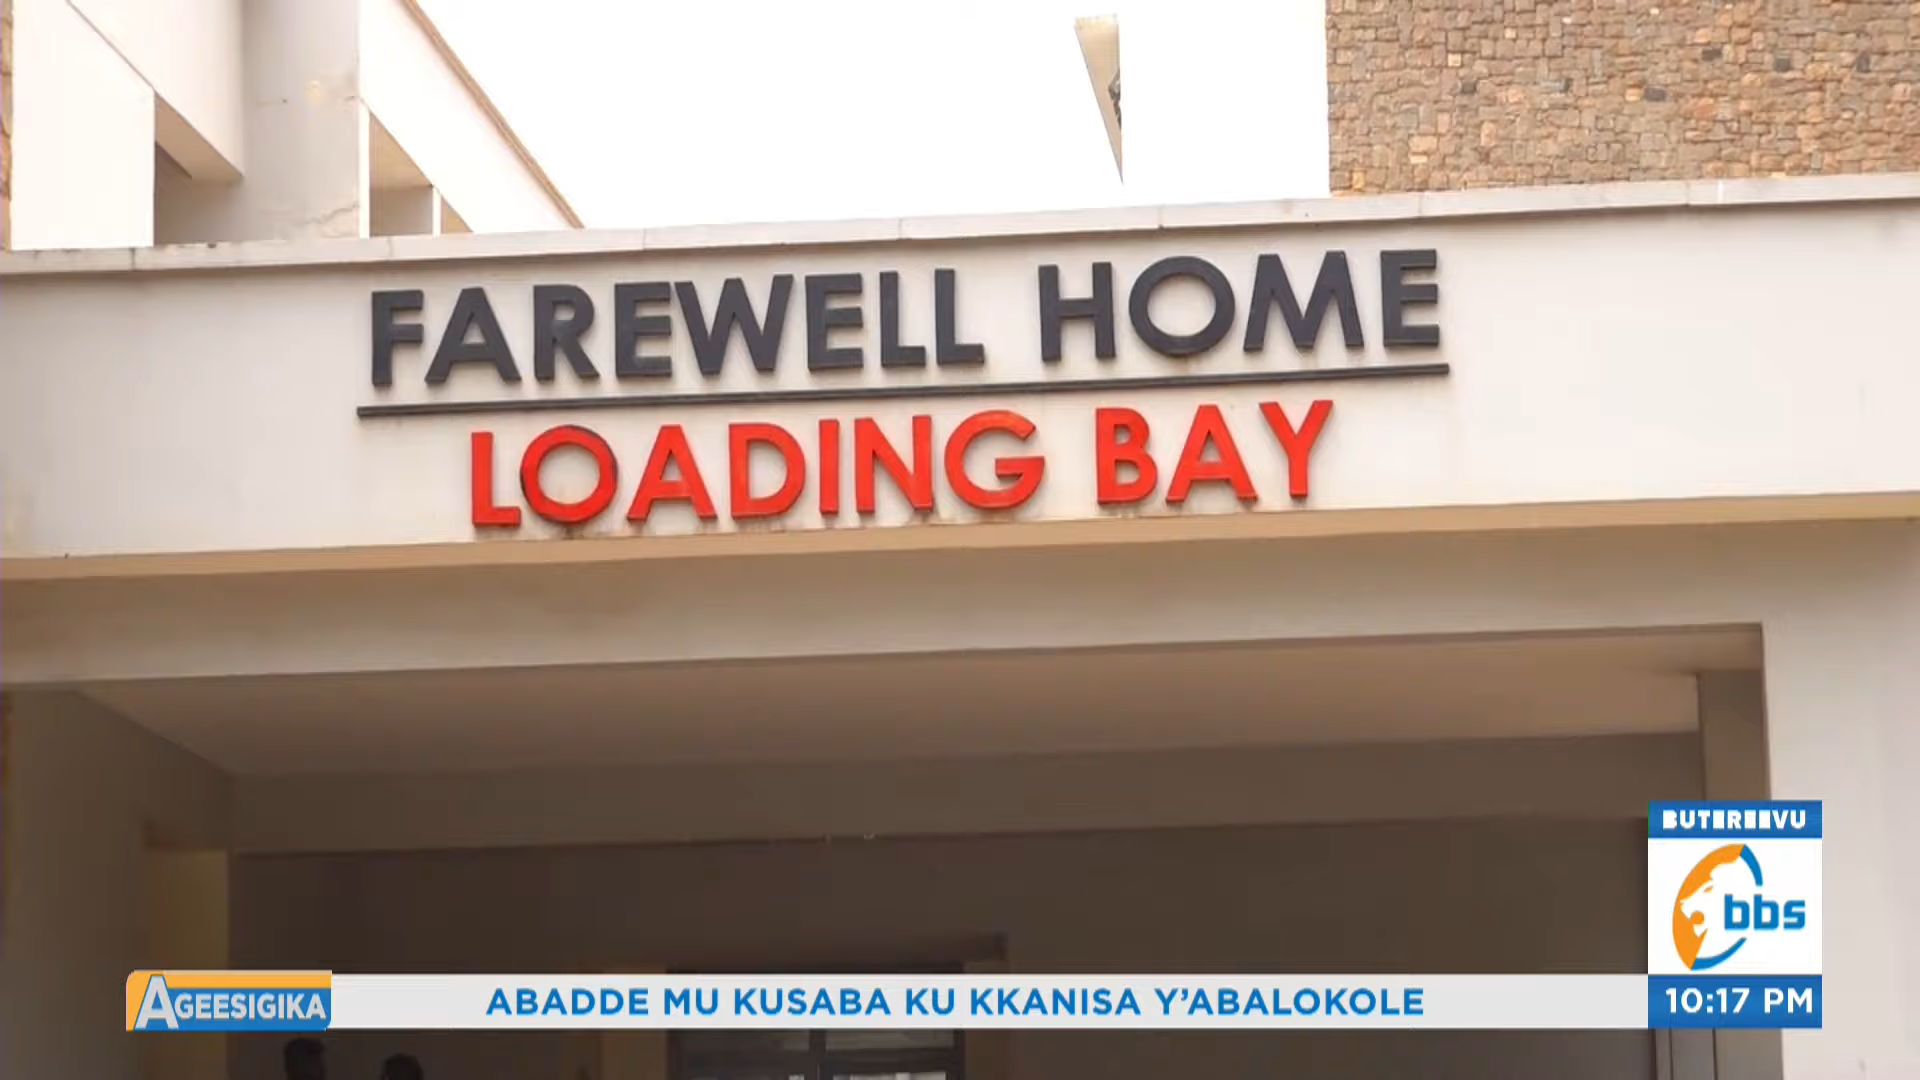 FAREWELL HOME
LOADING BAY
BUTEREEVU
bbs
AGEESIGIKA
ABADDE MU KUSABA KU KKANISA Y'ABALOKOLE
10:17 PM